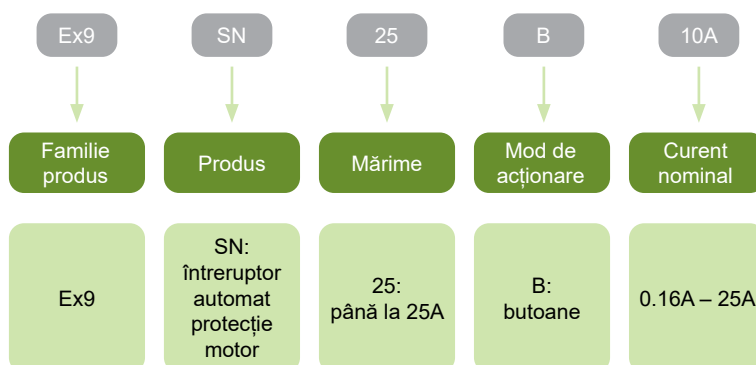 Ex9
SN
25
B
10A
Familie
produs
Produs
Mărime
Mod de
acționare
Curent
nominal
Ex9
SN:
întreruptor
automat
protecție
motor
25:
până la 25A
B:
butoane
0.16A – 25A